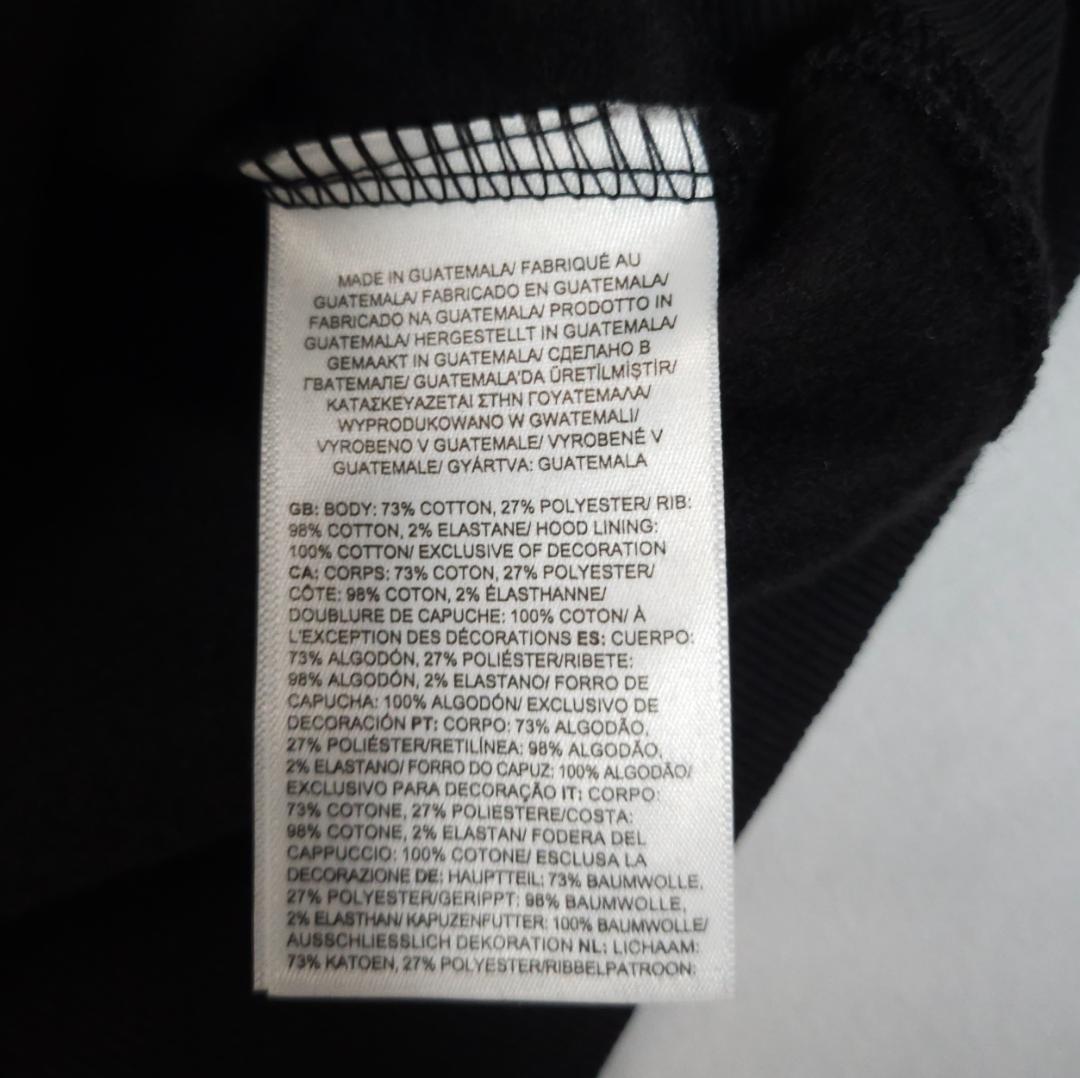 MADE IN GUATEMALA/ FABRIQUÉ AU
GUATEMALA/ FABRICADO EN GUATEMALA/
FABRICADO NA GUATEMALA/ PRODOTTO IN
GUATEMALA/ HERGESTELLT IN GUATEMALA/
GEMAAKT IN GUATEMALA/ СДЕЛАНО В
ГВАТЕМАЛЕ/ GUATEMALA'DA ÜRETİLMİŞTİR/
ΚΑΤΑΣΚΕΥΑΖΕΤΑΙ ΣΤΗΝ ΓΟΥΑΤΕΜΑΛΑ/
WYPRODUKOWANO W GWATEMALI/
VYROBENO V GUATEMALE/ VYROBENÉ V
GUATEMALE/ GYÁRTVA: GUATEMALA
GB: BODY: 73% COTTON, 27% POLYESTER/ RIB:
98% COTTON, 2% ELASTANE/ HOOD LINING:
100% COTTON/ EXCLUSIVE OF DECORATION
CA: CORPS: 73% COTON, 27% POLYESTER/
CÔTE: 98% COTON, 2% ÉLASTHANNE/
DOUBLURE DE CAPUCHE: 100% COTON/ À
L'EXCEPTION DES DÉCORATIONS ES: CUERPO:
73% ALGODÓN, 27% POLIÉSTER/RIBETE:
98% ALGODÓN, 2% ELASTANO/ FORRO DE
CAPUCHA: 100% ALGODÓN/ EXCLUSIVO DE
DECORACIÓN PT: CORPO: 73% ALGODÃO,
27% POLIÉSTER/RETILÍNEA: 98% ALGODÃO,
2% ELASTANO/ FORRO DO CAPUZ: 100% ALGODÃO/
EXCLUSIVO PARA DECORAÇÃO IT: CORPO:
73% COTONE, 27% POLIESTERE/COSTA:
98% COTONE, 2% ELASTAN/ FODERA DEL
CAPPUCCIO: 100% COTONE/ ESCLUSA LA
DECORAZIONE DE: HAUPTTEIL: 73% BAUMWOLLE,
27% POLYESTER/GERIPPT: 98% BAUMWOLLE,
2% ELASTHAN/ KAPUZENFUTTER: 100% BAUMWOLLE/
AUSSCHLIESSLICH DEKORATION NL: LICHAAM:
73% KATOEN, 27% POLYESTER/RIBBELPATROON: